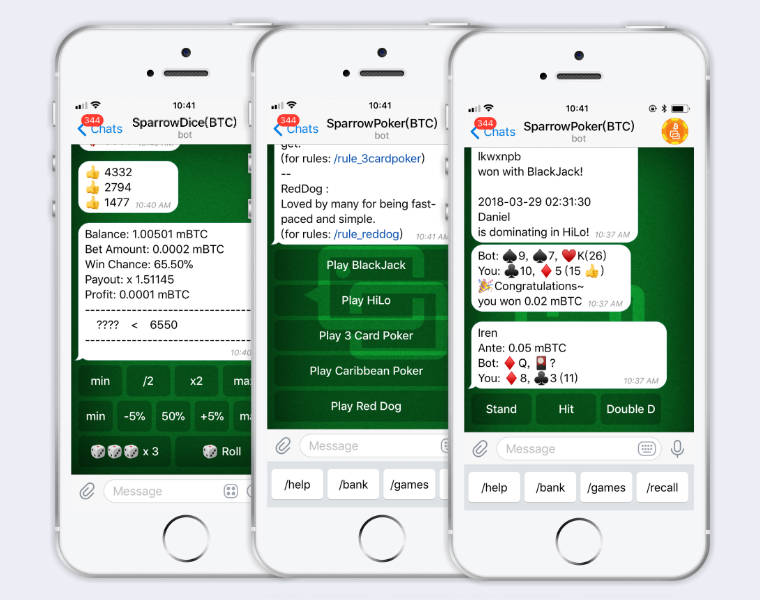 10:41
344
Chats
SparrowDice(BTC)
bot
👍 4332
👍 2794
👍 1477 10:40 AM
Balance: 1.00501 mBTC
Bet Amount: 0.0002 mBTC
Win Chance: 65.50%
Payout: x 1.51145
Profit: 0.0001 mBTC
----------------------------------------
???? < 6550
----------------------------------------
10:40
min /2 x2 max
min -5% 50% +5% ma
🎲🎲🎲 x 3 🎲 Roll
Message
10:41
344
Chats
SparrowPoker(BTC)
bot
get.
(for rules: /rule_3cardpoker)
--
RedDog :
Loved by many for being fast-
paced and simple.
(for rules: /rule_reddog) 10:41 AM
Play BlackJack
Play HiLo
Play 3 Card Poker
Play Caribbean Poker
Play Red Dog
Message
/help /bank /games
10:41
344
Chats
SparrowPoker(BTC)
bot
lkwxnpb
won with BlackJack!
2018-03-29 02:31:30
Daniel
is dominating in HiLo! 10:37 AM
Bot: ♠9, ♠7, ♥K(26)
You: ♣10, ♦5 (15 👍)
🎉Congratulations~
you won 0.02 mBTC 10:37 AM
Iren
Ante: 0.05 mBTC
Bot: ♦Q, 🎴?
You: ♦8, ♣3 (11) 10:37 AM
Stand Hit Double D
Message
/help /bank /games /recall